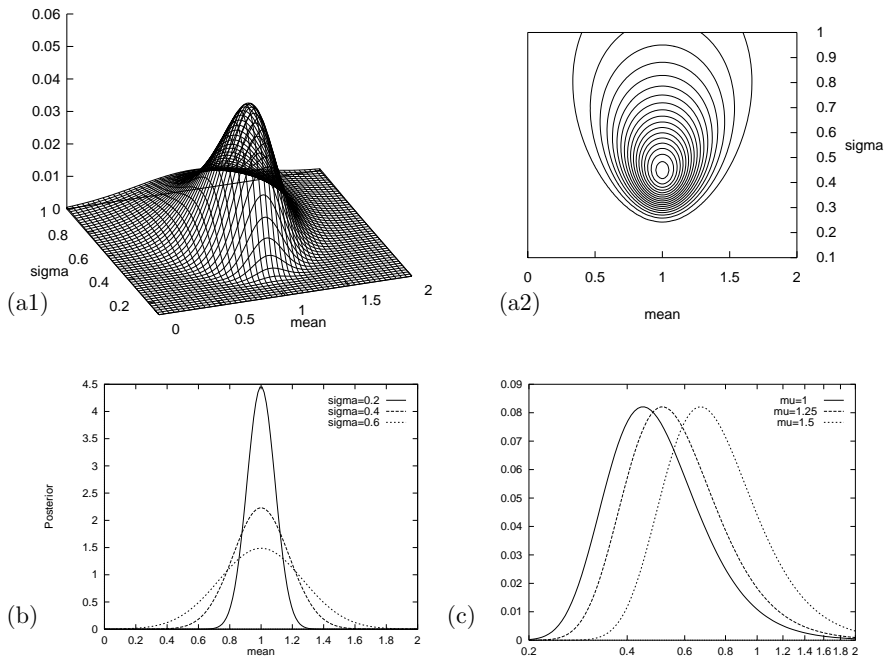 0.06
0.05
0.04
0.03
0.02
0.01
0
1
0.8
0.6
0.4
0.2
sigma
0
0.5
1
1.5
2
mean
(a1)
1
0.9
0.8
0.7
0.6
0.5
0.4
0.3
0.2
0.1
sigma
0
0.5
1
1.5
2
mean
(a2)
4.5
4
3.5
3
2.5
2
1.5
1
0.5
0
Posterior
sigma=0.2
sigma=0.4
sigma=0.6
0 0.2 0.4 0.6 0.8 1 1.2 1.4 1.6 1.8 2
mean
(b)
0.09
0.08
0.07
0.06
0.05
0.04
0.03
0.02
0.01
0
mu=1
mu=1.25
mu=1.5
0.2 0.4 0.6 0.8 1 1.2 1.4 1.6 1.8 2
(c)